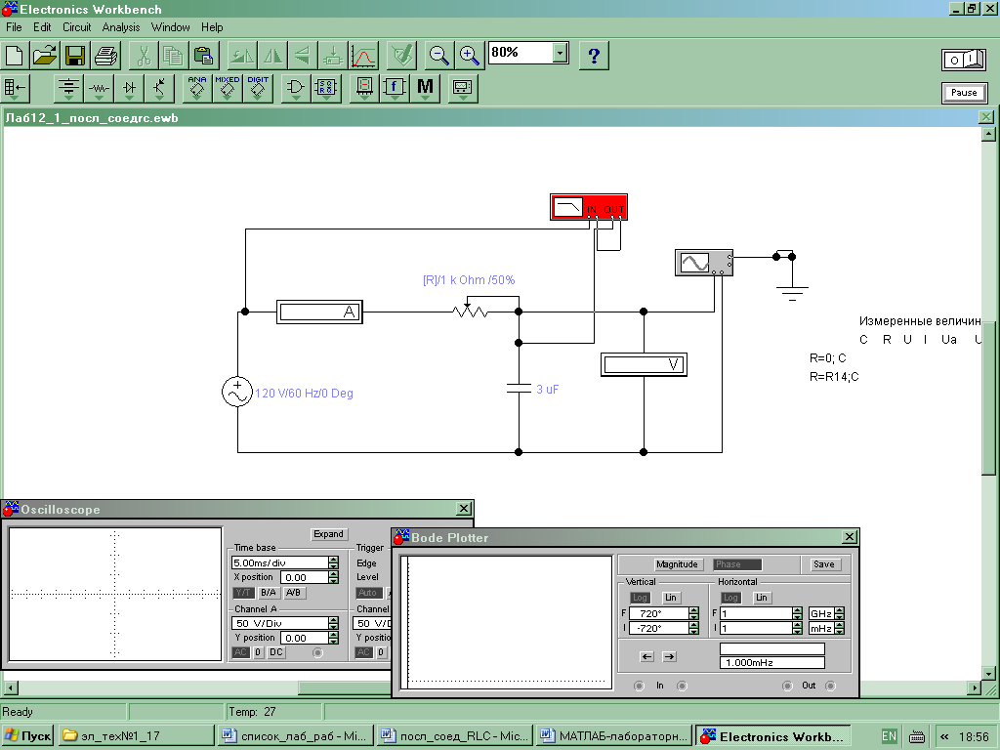 Electronics Workbench
File Edit Circuit Analysis Window Help
80%
?
O I
ANA MIXED DIGIT
f M
Pause
Лаб12_1_посл_соедrc.ewb
IN OUT
[R]/1 k Ohm /50%
A
Измеренные величин
C R U I Ua U
V
R=0; C
R=R14;C
120 V/60 Hz/0 Deg
3 uF
Oscilloscope
Expand
Time base
Trigger
5.00ms/div
Edge
X position 0.00
Level
Y/T B/A A/B
Auto
Channel A
Channel
50 V/Div
50 V/D
Y position 0.00
Y positi
AC 0 DC
AC 0
Bode Plotter
Magnitude Phase Save
Vertical Horizontal
Log Lin Log Lin
F 720° F 1 GHz
I -720° I 1 mHz
← →
1.000mHz
In Out
Ready
Temp: 27
Пуск
эл_тех№1_17
список_лаб_раб - Mi...
посл_соед_RLC - Mic...
МАТЛАБ-лабораторн...
Electronics Workb...
EN
«
18:56